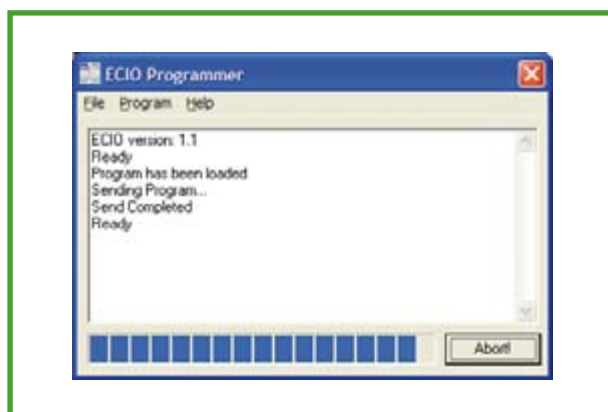 ECIO Programmer
File Program Help
ECIO version: 1.1
Ready
Program has been loaded
Sending Program...
Send Completed
Ready
Abort!